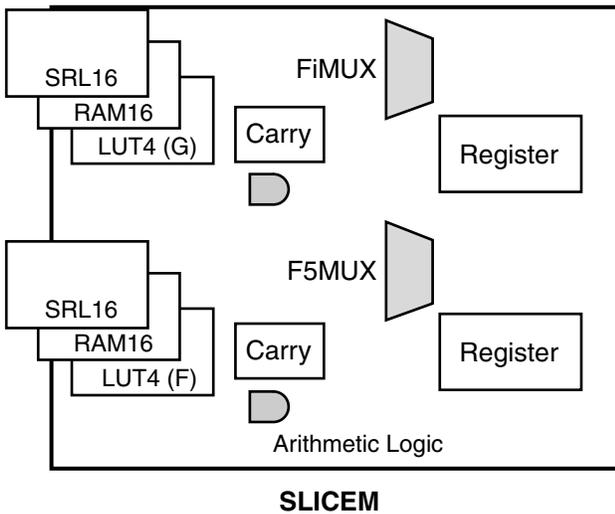 FiMUX
SRL16
RAM16
Carry
LUT4 (G)
Register
F5MUX
SRL16
RAM16
Carry
Register
LUT4 (F)
Arithmetic Logic
SLICEM